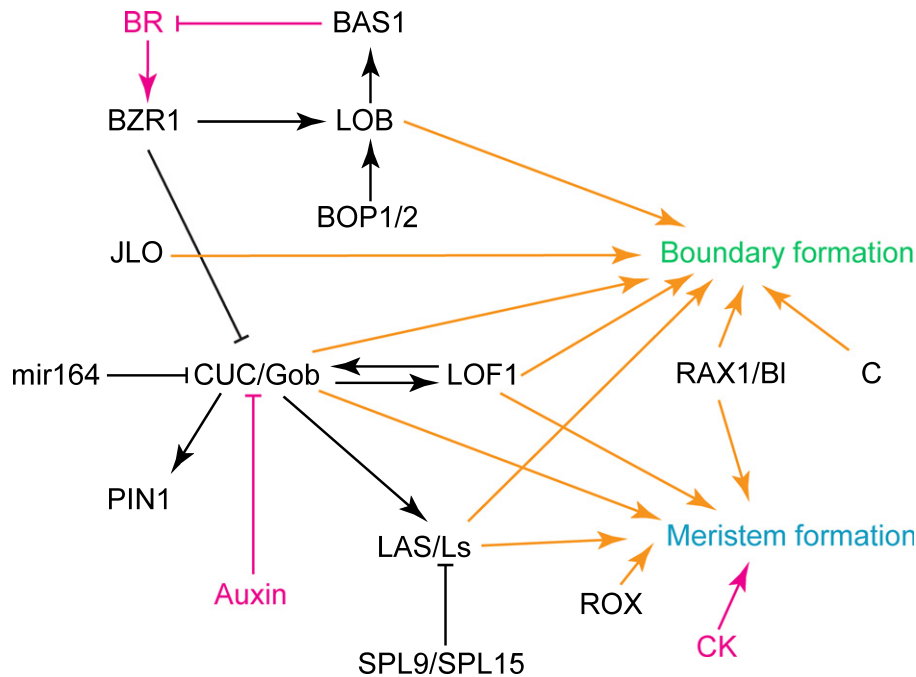 BR
BAS1
BZR1
LOB
BOP1/2
JLO
Boundary formation
mir164
CUC/Gob
LOF1
RAX1/Bl
C
PIN1
LAS/Ls
Meristem formation
Auxin
ROX
CK
SPL9/SPL15